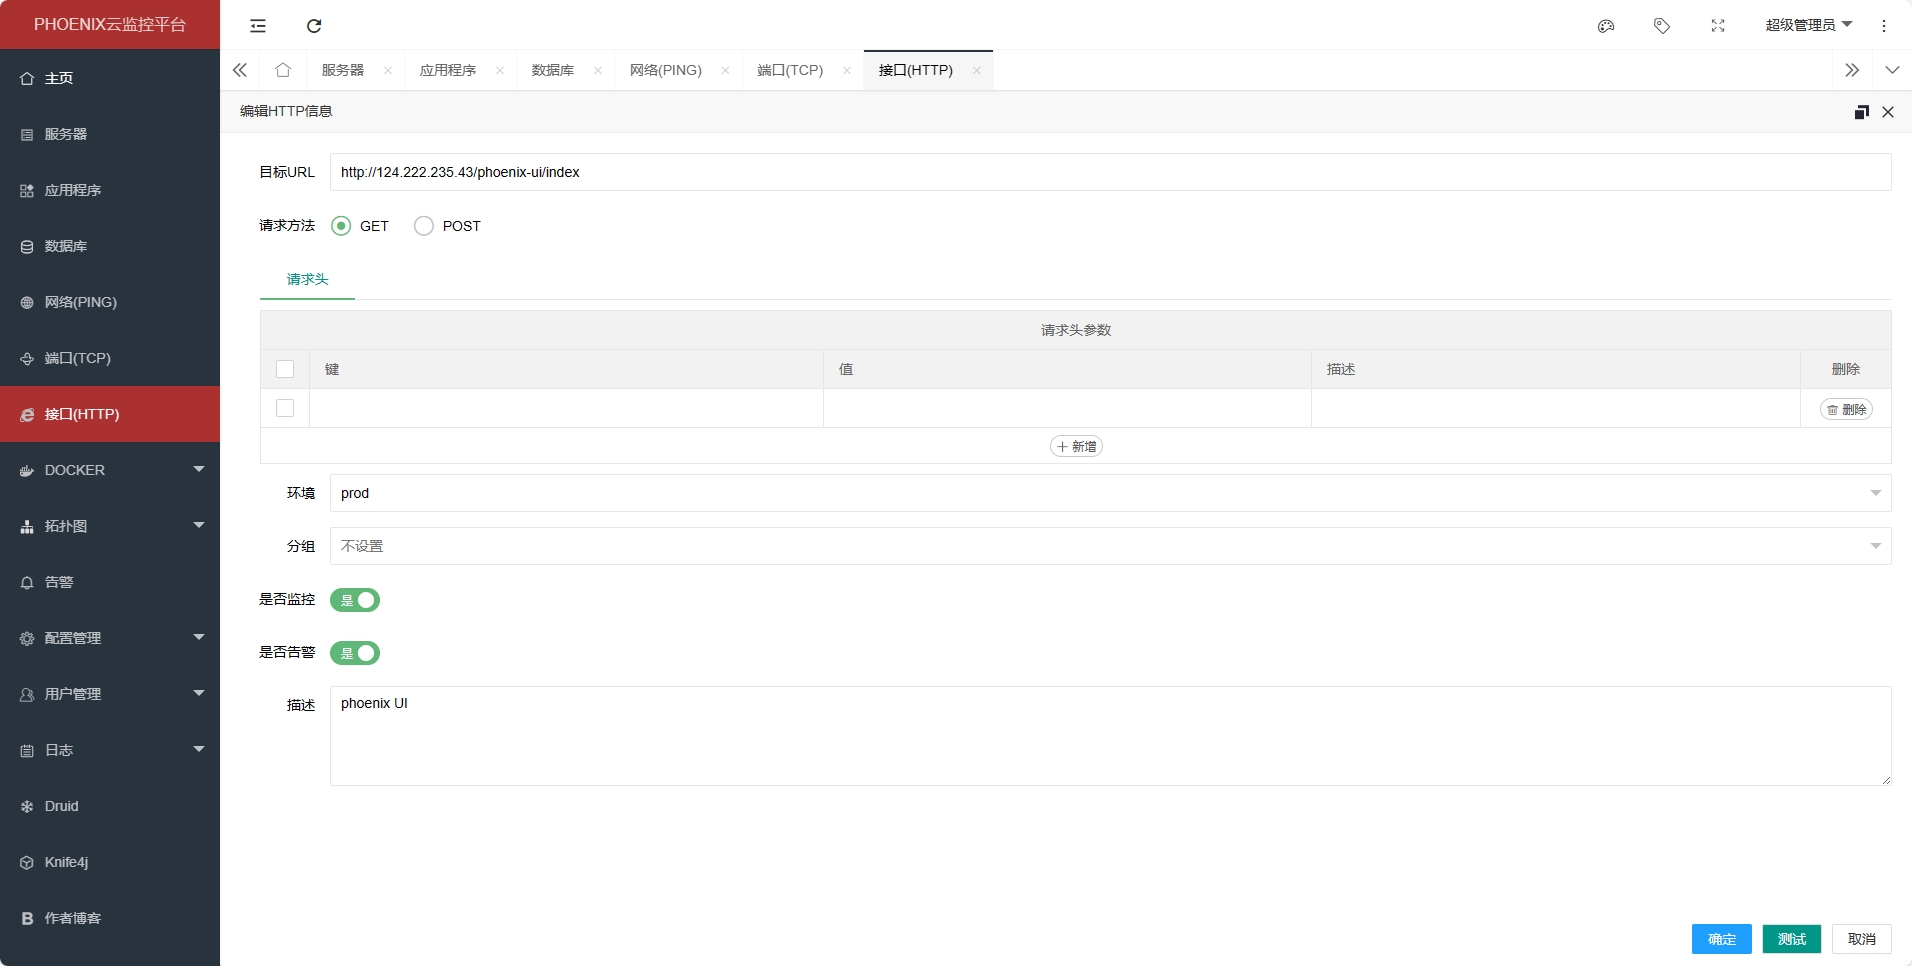 PHOENIX云监控平台
超级管理员
主页
服务器
应用程序
数据库
网络(PING)
端口(TCP)
接口(HTTP)
DOCKER
拓扑图
告警
配置管理
用户管理
日志
Druid
Knife4j
作者博客
服务器 应用程序 数据库 网络(PING) 端口(TCP) 接口(HTTP)
编辑HTTP信息
目标URL http://124.222.235.43/phoenix-ui/index
请求方法 GET POST
请求头
请求头参数
键 值 描述 删除
删除
新增
环境 prod
分组 不设置
是否监控 是
是否告警 是
描述 phoenix UI
确定 测试 取消